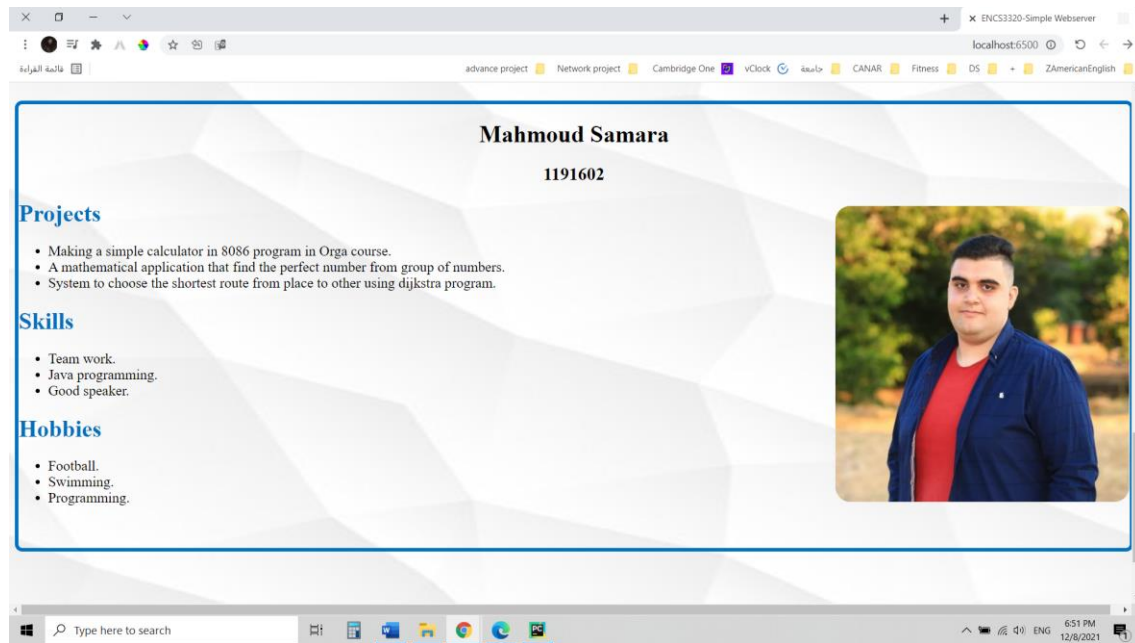 ENCS3320-Simple Webserver
localhost:6500
قائمة القراءة
advance project
Network project
Cambridge One
vClock
جامعة
CANAR
Fitness
DS
+
ZAmericanEnglish
Mahmoud Samara
1191602
Projects
• Making a simple calculator in 8086 program in Orga course.
• A mathematical application that find the perfect number from group of numbers.
• System to choose the shortest route from place to other using dijkstra program.
Skills
• Team work.
• Java programming.
• Good speaker.
Hobbies
• Football.
• Swimming.
• Programming.
Type here to search
ENG
6:51 PM
12/8/2021